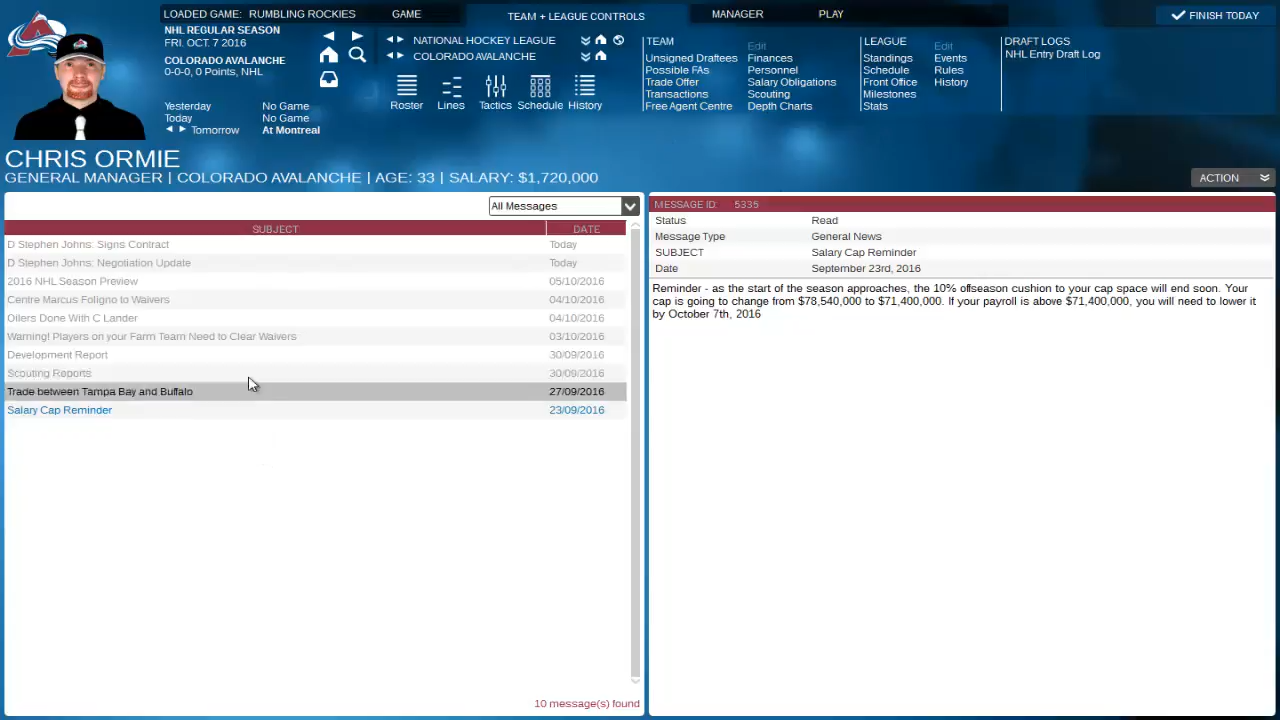 LOADED GAME: RUMBLING ROCKIES
GAME
TEAM + LEAGUE CONTROLS
MANAGER
PLAY
FINISH TODAY
NHL REGULAR SEASON
FRI. OCT. 7 2016
COLORADO AVALANCHE
0-0-0, 0 Points, NHL
Yesterday No Game
Today No Game
Tomorrow At Montreal
NATIONAL HOCKEY LEAGUE
COLORADO AVALANCHE
Roster Lines Tactics Schedule History
TEAM
Unsigned Draftees
Possible FAs
Trade Offer
Transactions
Free Agent Centre
Edit
Finances
Personnel
Salary Obligations
Scouting
Depth Charts
LEAGUE
Standings
Schedule
Front Office
Milestones
Stats
Edit
Events
Rules
History
DRAFT LOGS
NHL Entry Draft Log
CHRIS ORMIE
GENERAL MANAGER | COLORADO AVALANCHE | AGE: 33 | SALARY: $1,720,000
ACTION
All Messages
SUBJECT DATE
D Stephen Johns: Signs Contract Today
D Stephen Johns: Negotiation Update Today
2016 NHL Season Preview 05/10/2016
Centre Marcus Foligno to Waivers 04/10/2016
Oilers Done With C Lander 04/10/2016
Warning! Players on your Farm Team Need to Clear Waivers 03/10/2016
Development Report 30/09/2016
Scouting Reports 30/09/2016
Trade between Tampa Bay and Buffalo 27/09/2016
Salary Cap Reminder 23/09/2016
10 message(s) found
MESSAGE ID: 5335
Status Read
Message Type General News
SUBJECT Salary Cap Reminder
Date September 23rd, 2016
Reminder - as the start of the season approaches, the 10% offseason cushion to your cap space will end soon. Your
cap is going to change from $78,540,000 to $71,400,000. If your payroll is above $71,400,000, you will need to lower it
by October 7th, 2016